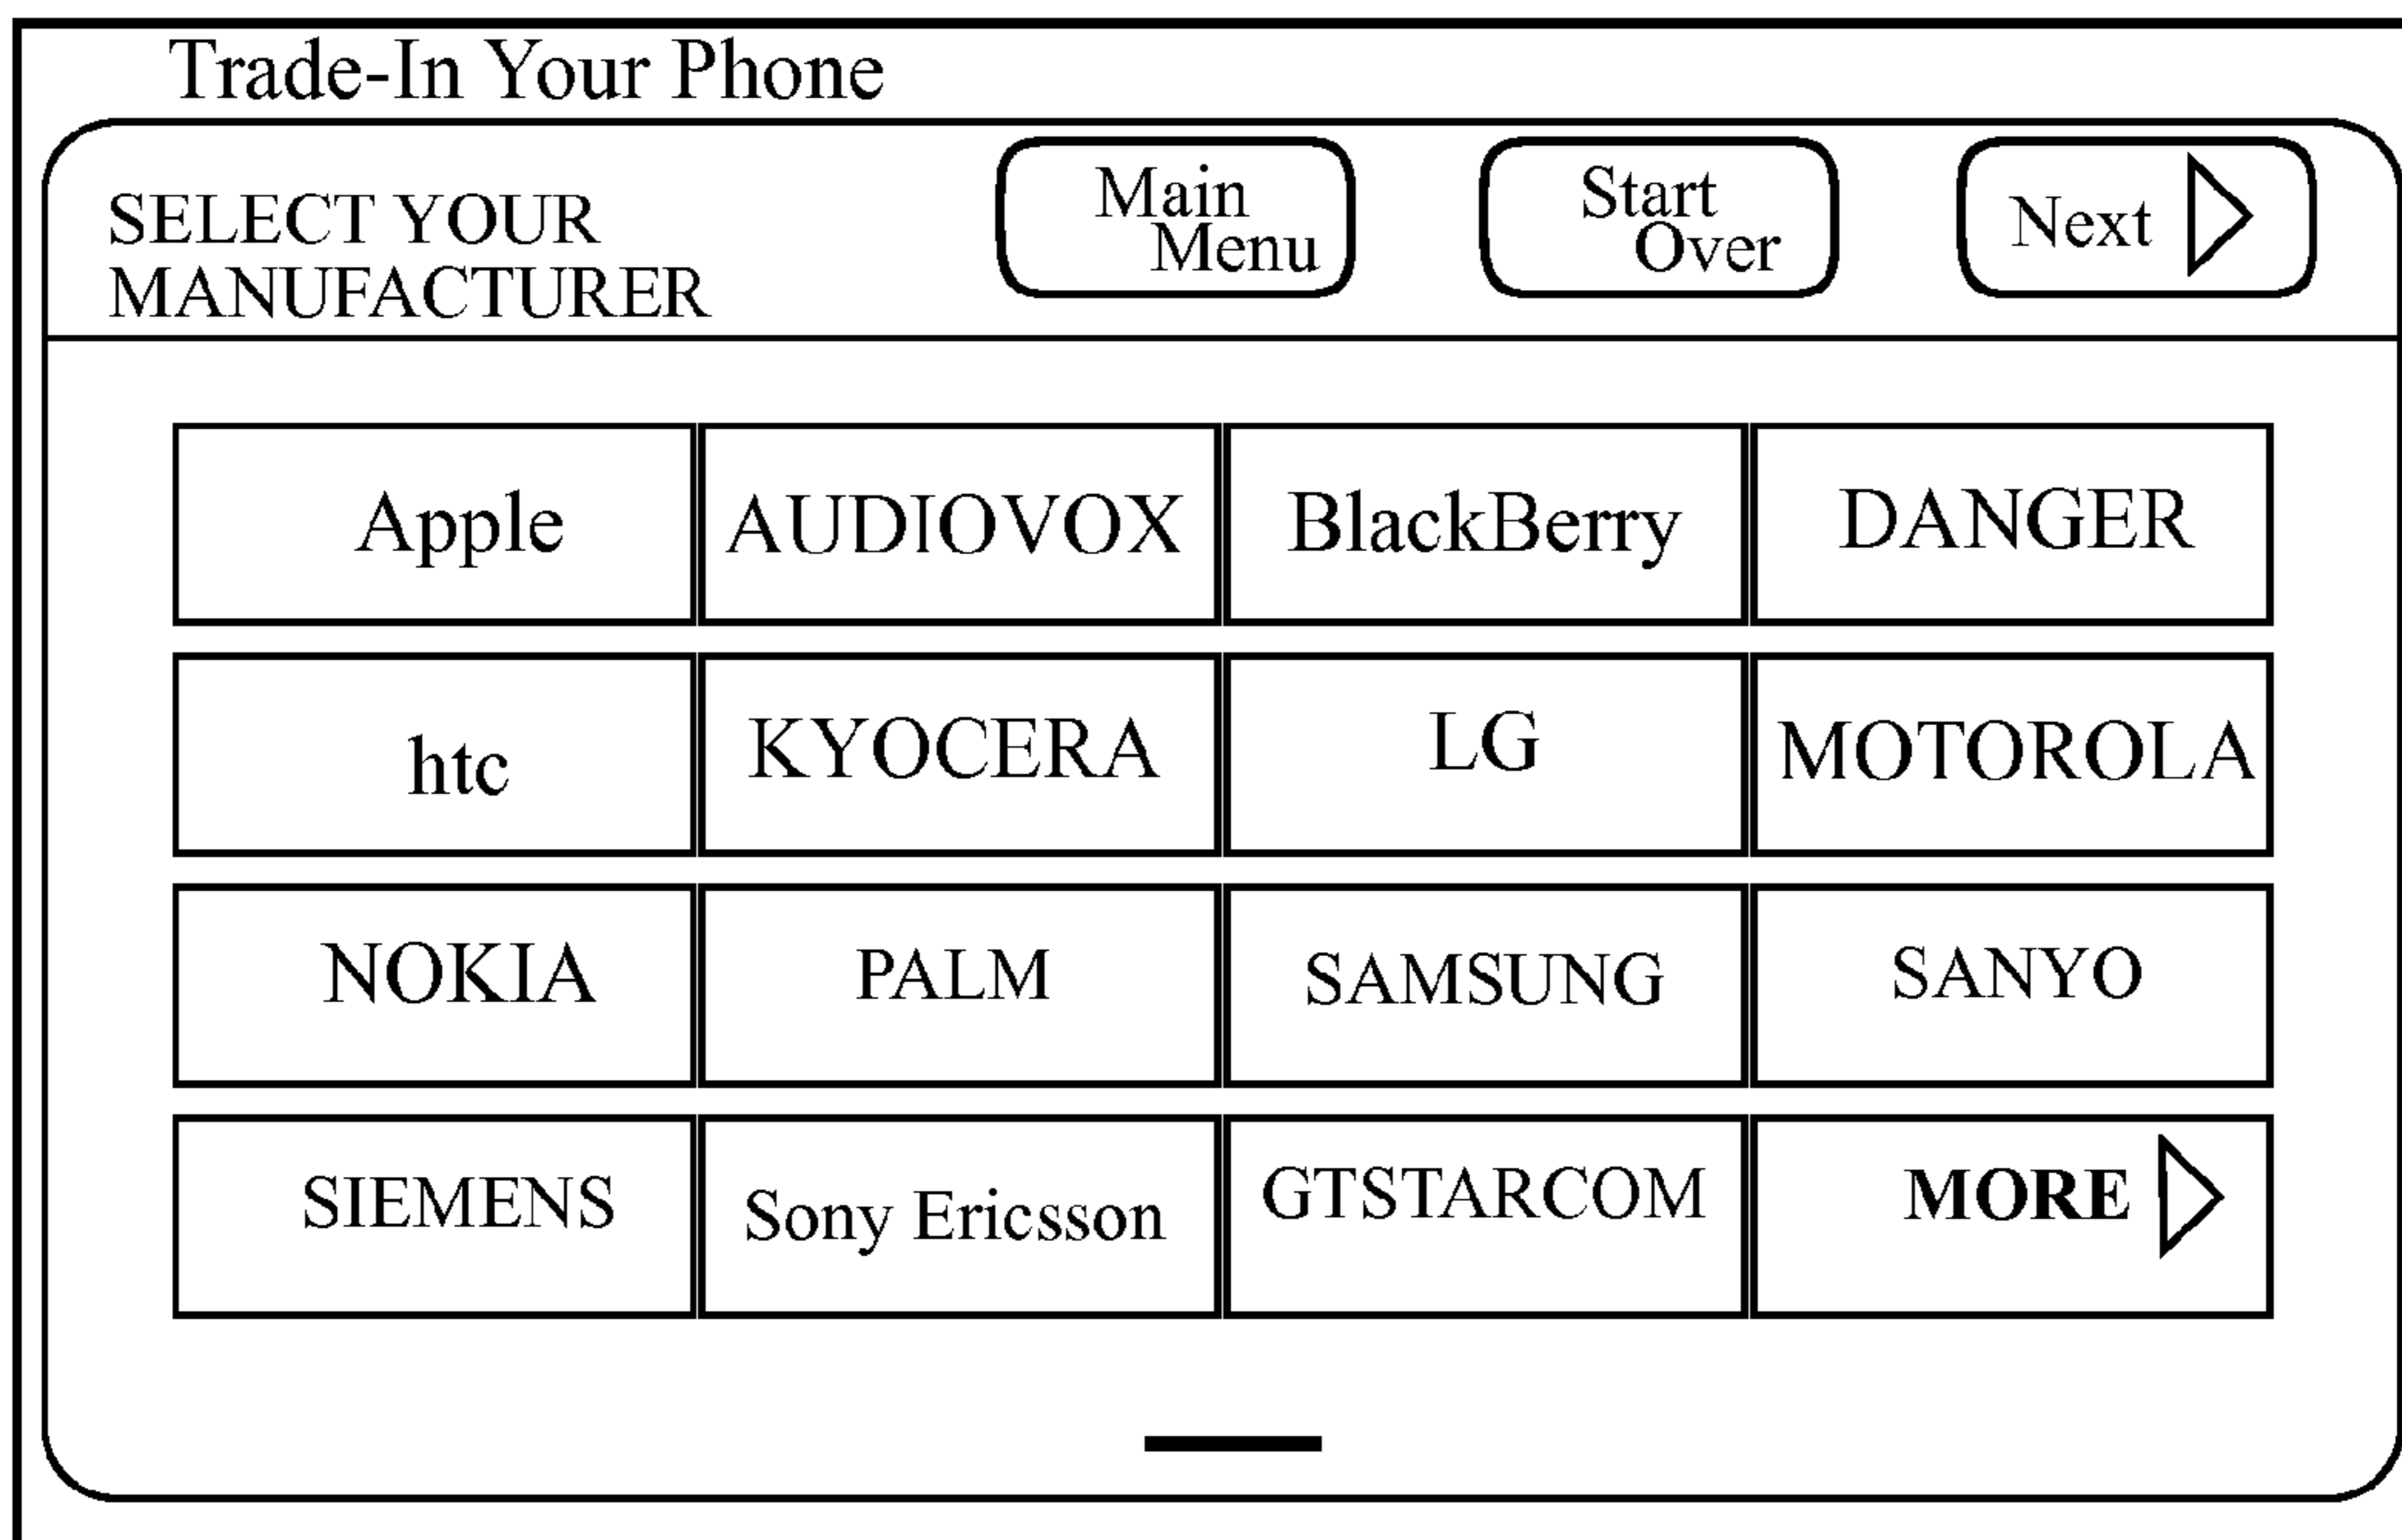 Trade-In Your Phone
SELECT YOUR
MANUFACTURER
Main
Menu
Start
Over
Next
Apple
AUDIOVOX
BlackBerry
DANGER
htc
KYOCERA
LG
MOTOROLA
NOKIA
PALM
SAMSUNG
SANYO
SIEMENS
Sony Ericsson
GTSTARCOM
MORE